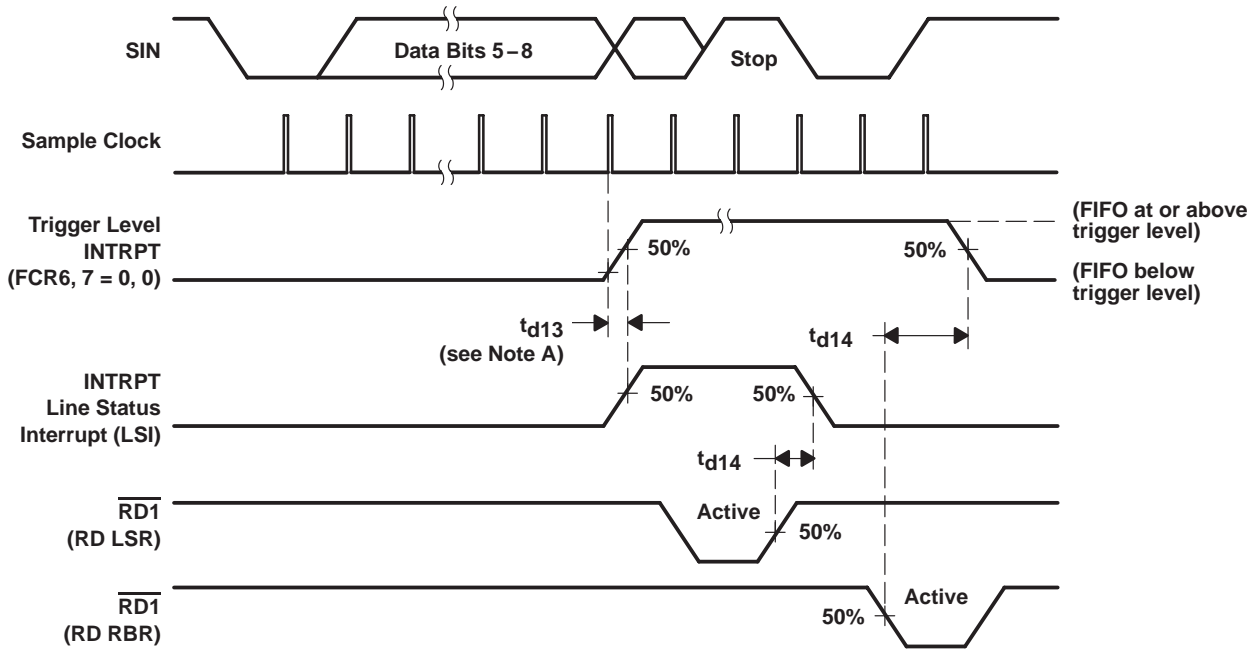 SIN
Data Bits 5–8
Stop
Sample Clock
Trigger Level
INTRPT
(FCR6, 7 = 0, 0)
50%
50%
(FIFO at or above
trigger level)
(FIFO below
trigger level)
td13
(see Note A)
td14
INTRPT
Line Status
Interrupt (LSI)
50%
50%
td14
RD1
(RD LSR)
Active
50%
RD1
(RD RBR)
50%
Active